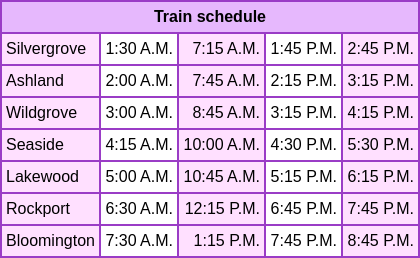 Train schedule
Silvergrove 1:30 A.M. 7:15 A.M. 1:45 P.M. 2:45 P.M.
Ashland 2:00 A.M. 7:45 A.M. 2:15 P.M. 3:15 P.M.
Wildgrove 3:00 A.M. 8:45 A.M. 3:15 P.M. 4:15 P.M.
Seaside 4:15 A.M. 10:00 A.M. 4:30 P.M. 5:30 P.M.
Lakewood 5:00 A.M. 10:45 A.M. 5:15 P.M. 6:15 P.M.
Rockport 6:30 A.M. 12:15 P.M. 6:45 P.M. 7:45 P.M.
Bloomington 7:30 A.M. 1:15 P.M. 7:45 P.M. 8:45 P.M.